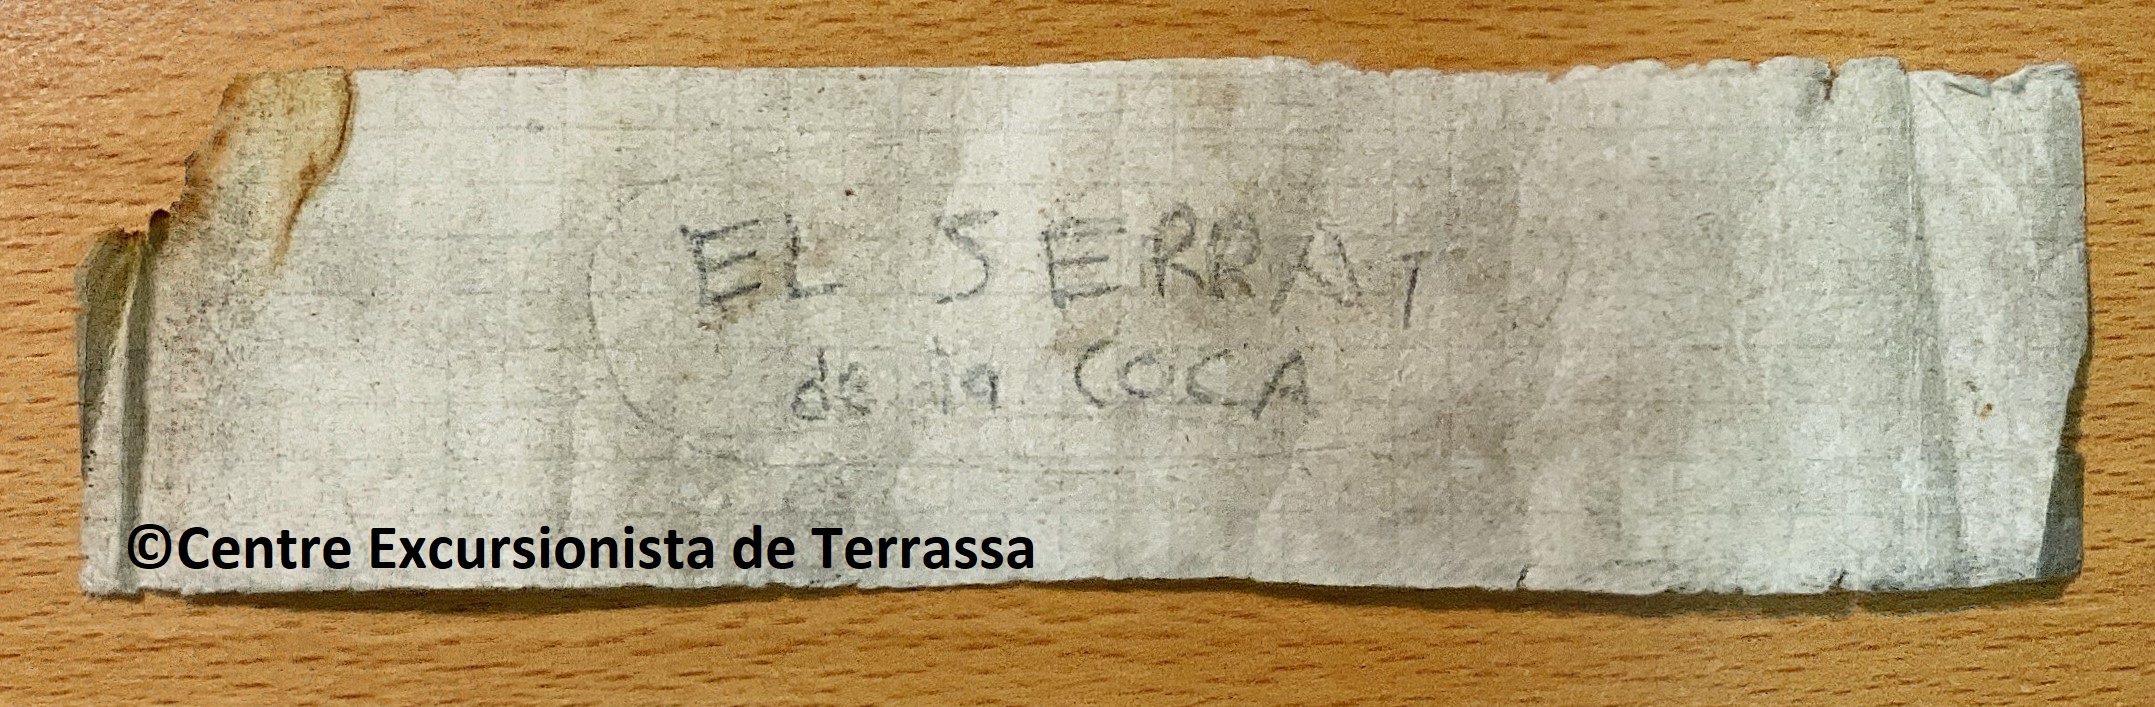 EL SERRAT
de la COCA
©Centre Excursionista de Terrassa